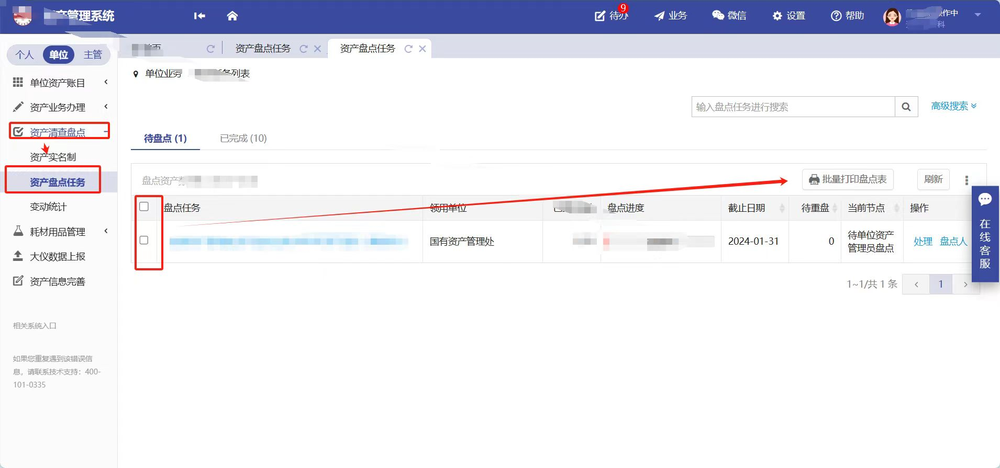 管理系统
待办
9
业务
微信
设置
帮助
作中
科
个人
单位
主管
资产盘点任务
资产盘点任务
单位业务
列表
单位资产账目
资产业务办理
资产清查盘点
资产实名制
资产盘点任务
变动统计
耗材用品管理
大仪数据上报
资产信息完善
相关系统入口
如果您重复遇到该错误信
息，请联系技术支持：400-
101-0335
输入盘点任务进行搜索
高级搜索
待盘点 (1)
已完成 (10)
盘点资产
批量打印盘点表
刷新
盘点任务
领用单位
盘点进度
截止日期
待重盘
当前节点
操作
国有资产管理处
2024-01-31
0
待单位资产
管理员盘点
处理
盘点人
1~1/共 1 条
1
在线客服